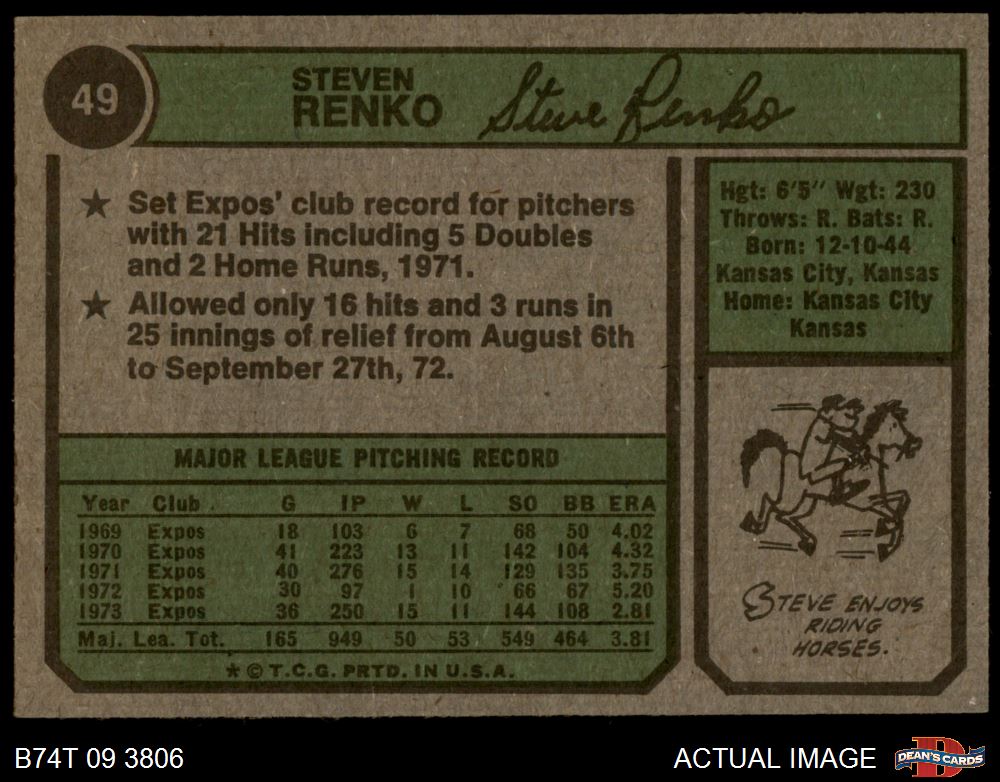 49
STEVEN
RENKO
Steve Renko
★ Set Expos' club record for pitchers
with 21 Hits including 5 Doubles
and 2 Home Runs, 1971.
★ Allowed only 16 hits and 3 runs in
25 innings of relief from August 6th
to September 27th, 72.
Hgt: 6'5" Wgt: 230
Throws: R. Bats: R.
Born: 12-10-44
Kansas City, Kansas
Home: Kansas City
Kansas
STEVE ENJOYS
RIDING
HORSES.
MAJOR LEAGUE PITCHING RECORD
Year Club G IP W L SO BB ERA
1969 Expos 18 103 6 7 68 50 4.02
1970 Expos 41 223 13 11 142 104 4.32
1971 Expos 40 276 15 14 129 135 3.75
1972 Expos 30 97 1 10 66 67 5.20
1973 Expos 36 250 15 11 144 108 2.81
Maj. Lea. Tot. 165 949 50 53 549 464 3.81
* © T.C.G. PRTD. IN U.S.A.
B74T 09 3806
ACTUAL IMAGE
D
DEAN'S CARDS